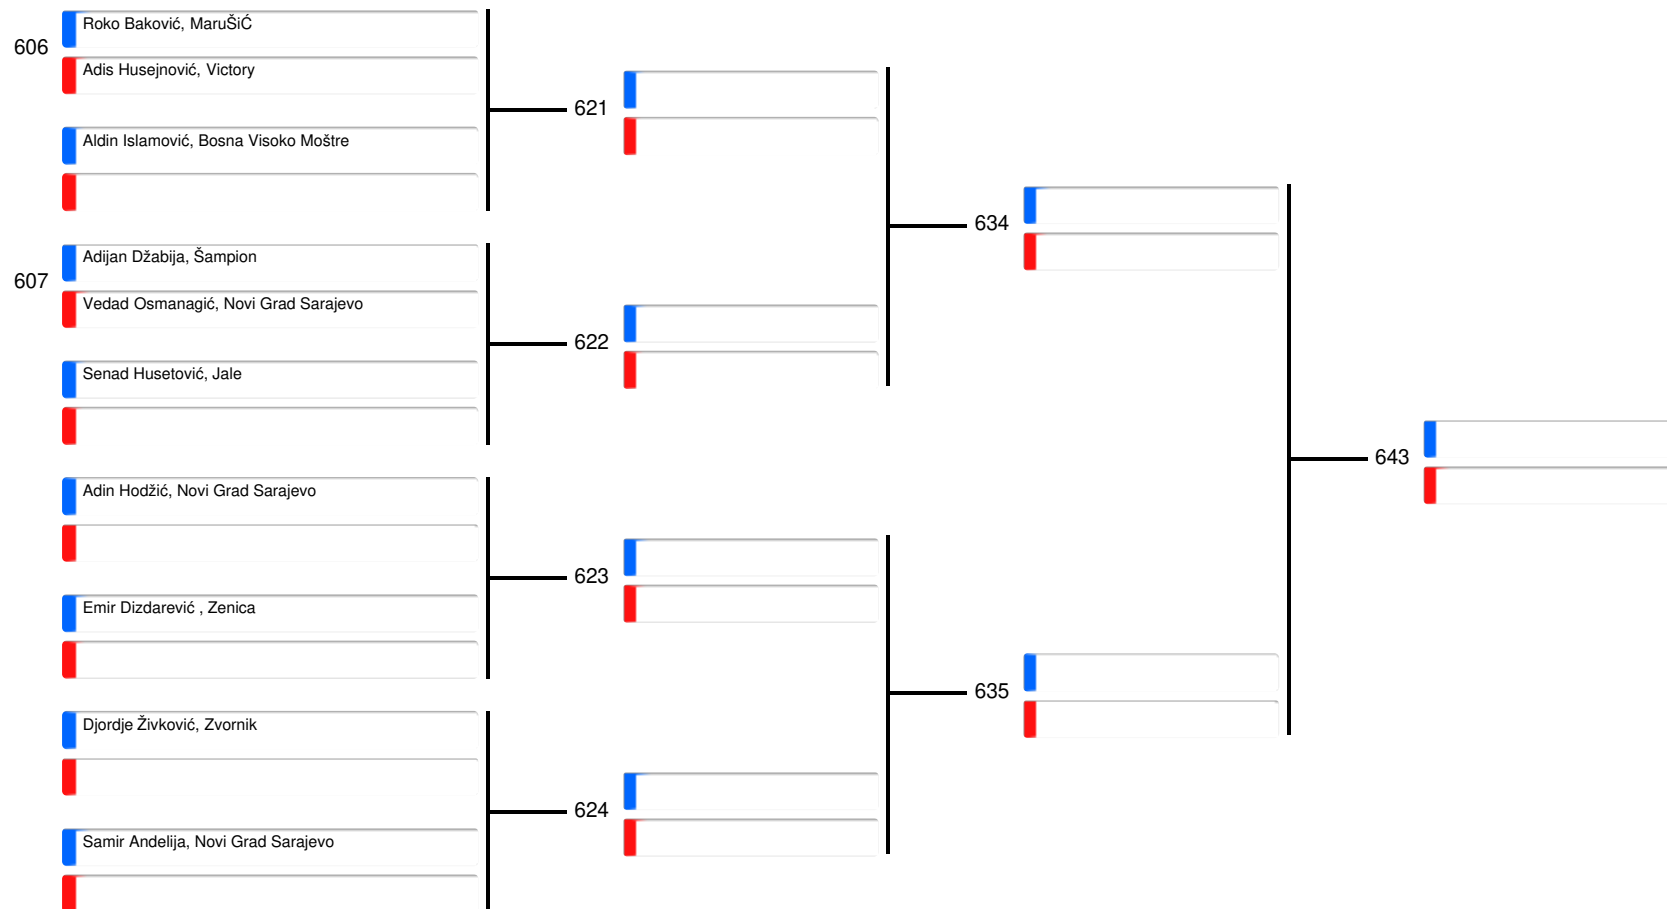 606
Roko Baković, MaruŠiĆ
Adis Husejnović, Victory
621
Aldin Islamović, Bosna Visoko Moštre
634
607
Adijan Džabija, Šampion
Vedad Osmanagić, Novi Grad Sarajevo
622
Senad Husetović, Jale
643
Adin Hodžić, Novi Grad Sarajevo
623
Emir Dizdarević , Zenica
635
Djordje Živković, Zvornik
624
Samir Andelija, Novi Grad Sarajevo